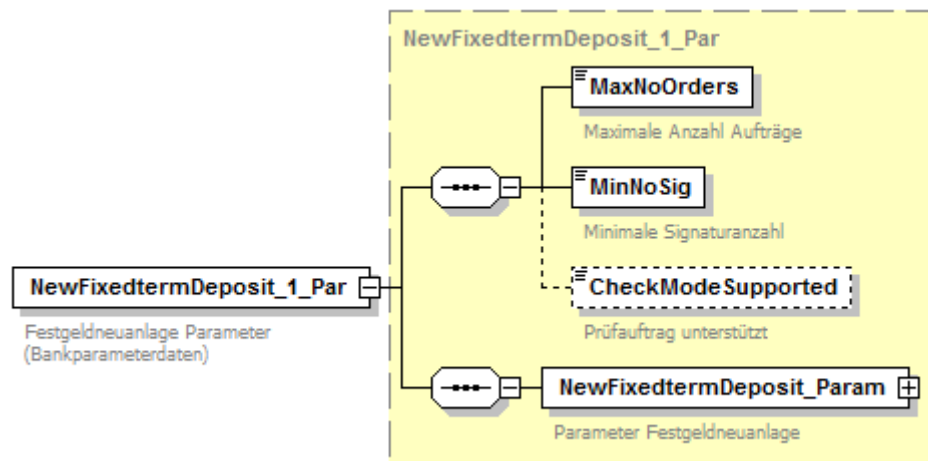 NewFixedtermDeposit_1_Par
MaxNoOrders
Maximale Anzahl Aufträge
MinNoSig
Minimale Signaturanzahl
NewFixedtermDeposit_1_Par
Festgeldneuanlage Parameter
(Bankparameterdaten)
CheckModeSupported
Prüfauftrag unterstützt
NewFixedtermDeposit_Param
Parameter Festgeldneuanlage